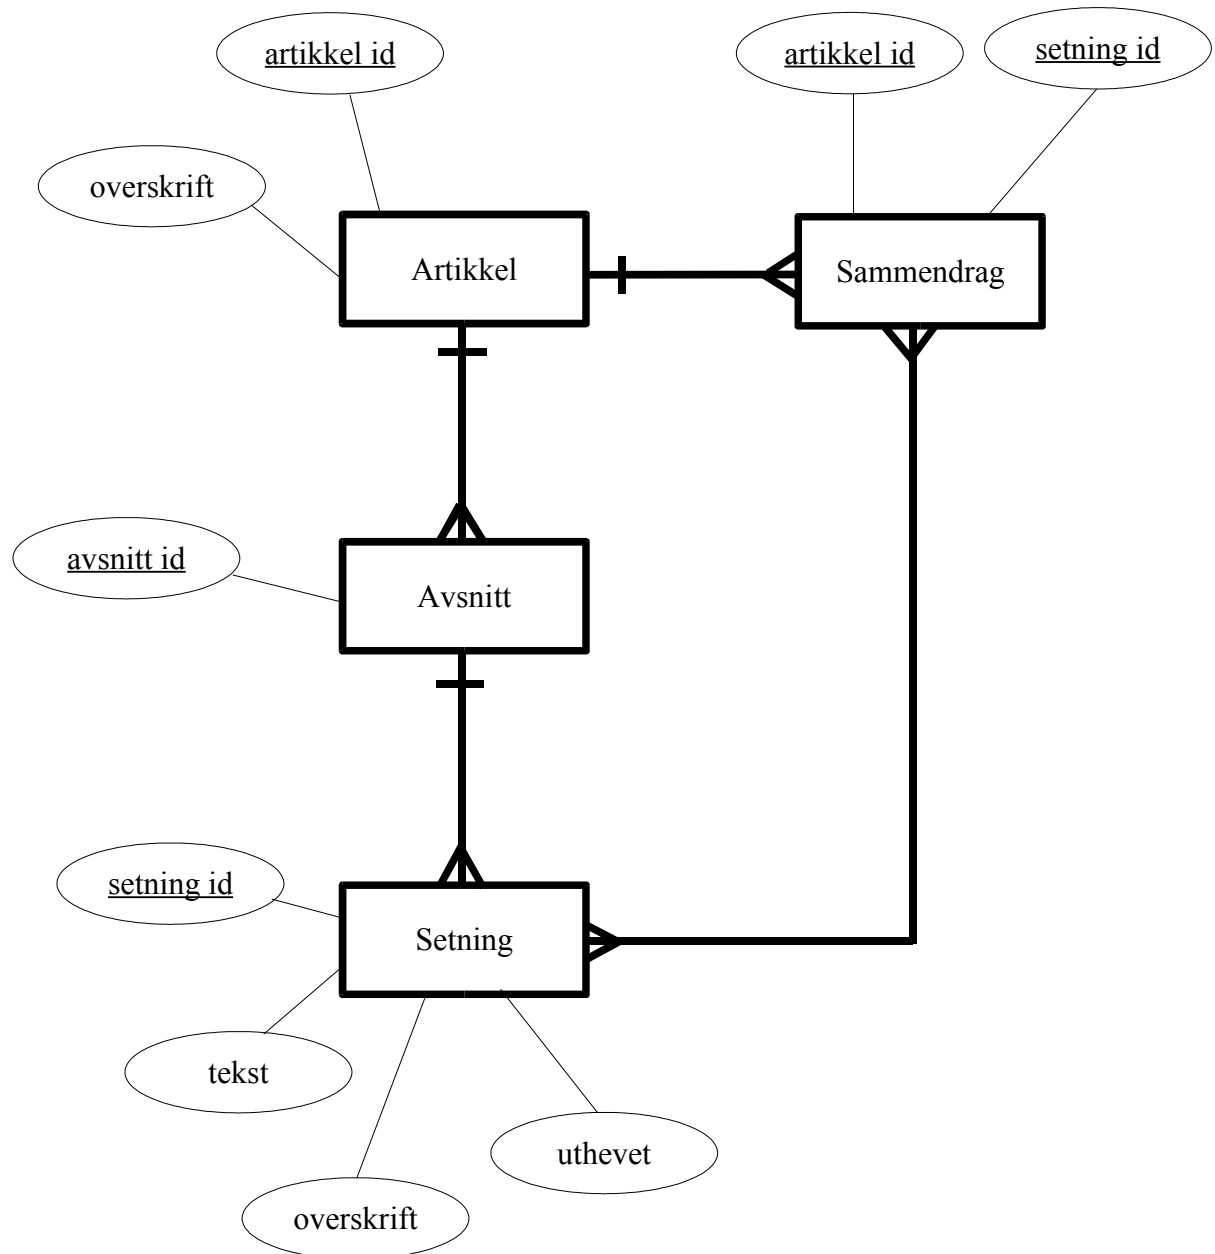 artikkel id
artikkel id
setning id
overskrift
Artikkel
Sammendrag
avsnitt id
Avsnitt
setning id
Setning
tekst
uthevet
overskrift